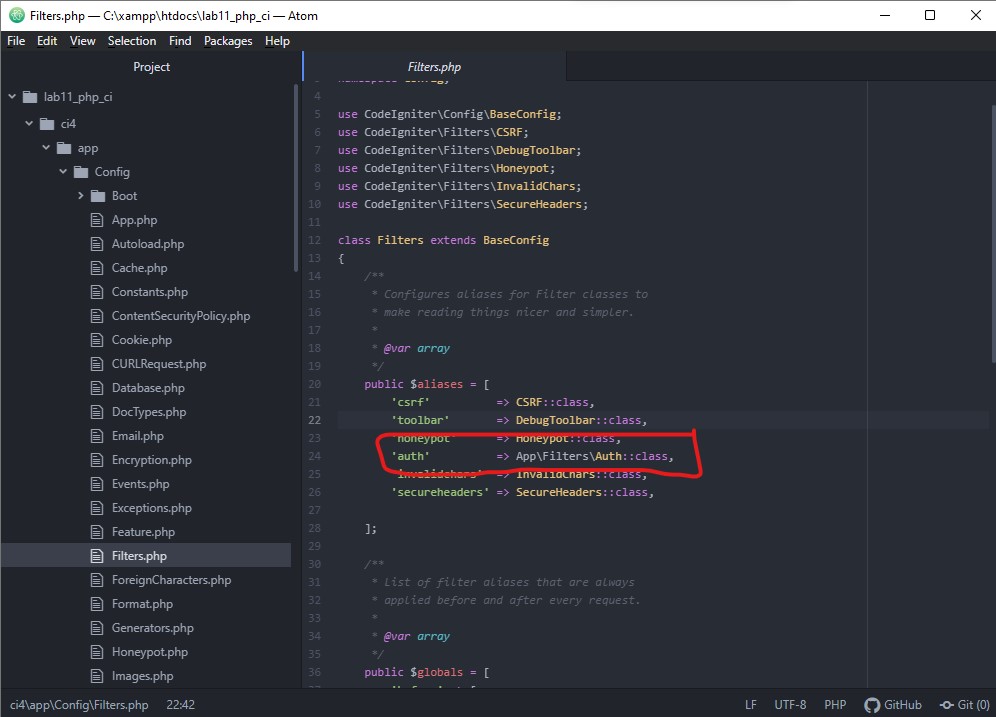 Filters.php — C:\xampp\htdocs\lab11_php_ci — Atom
File Edit View Selection Find Packages Help
Project
lab11_php_ci
ci4
app
Config
Boot
App.php
Autoload.php
Cache.php
Constants.php
ContentSecurityPolicy.php
Cookie.php
CURLRequest.php
Database.php
DocTypes.php
Email.php
Encryption.php
Events.php
Exceptions.php
Feature.php
Filters.php
ForeignCharacters.php
Format.php
Generators.php
Honeypot.php
Images.php
Filters.php
4
5 use CodeIgniter\Config\BaseConfig;
6 use CodeIgniter\Filters\CSRF;
7 use CodeIgniter\Filters\DebugToolbar;
8 use CodeIgniter\Filters\Honeypot;
9 use CodeIgniter\Filters\InvalidChars;
10 use CodeIgniter\Filters\SecureHeaders;
11
12 class Filters extends BaseConfig
13 {
14 /**
15 * Configures aliases for Filter classes to
16 * make reading things nicer and simpler.
17 *
18 * @var array
19 */
20 public $aliases = [
21 'csrf' => CSRF::class,
22 'toolbar' => DebugToolbar::class,
23 'honeypot' => Honeypot::class,
24 'auth' => App\Filters\Auth::class,
25 'invalidchars' => InvalidChars::class,
26 'secureheaders' => SecureHeaders::class,
27
28 ];
29
30 /**
31 * List of filter aliases that are always
32 * applied before and after every request.
33 *
34 * @var array
35 */
36 public $globals = [
ci4\app\Config\Filters.php 22:42 LF UTF-8 PHP GitHub Git (0)